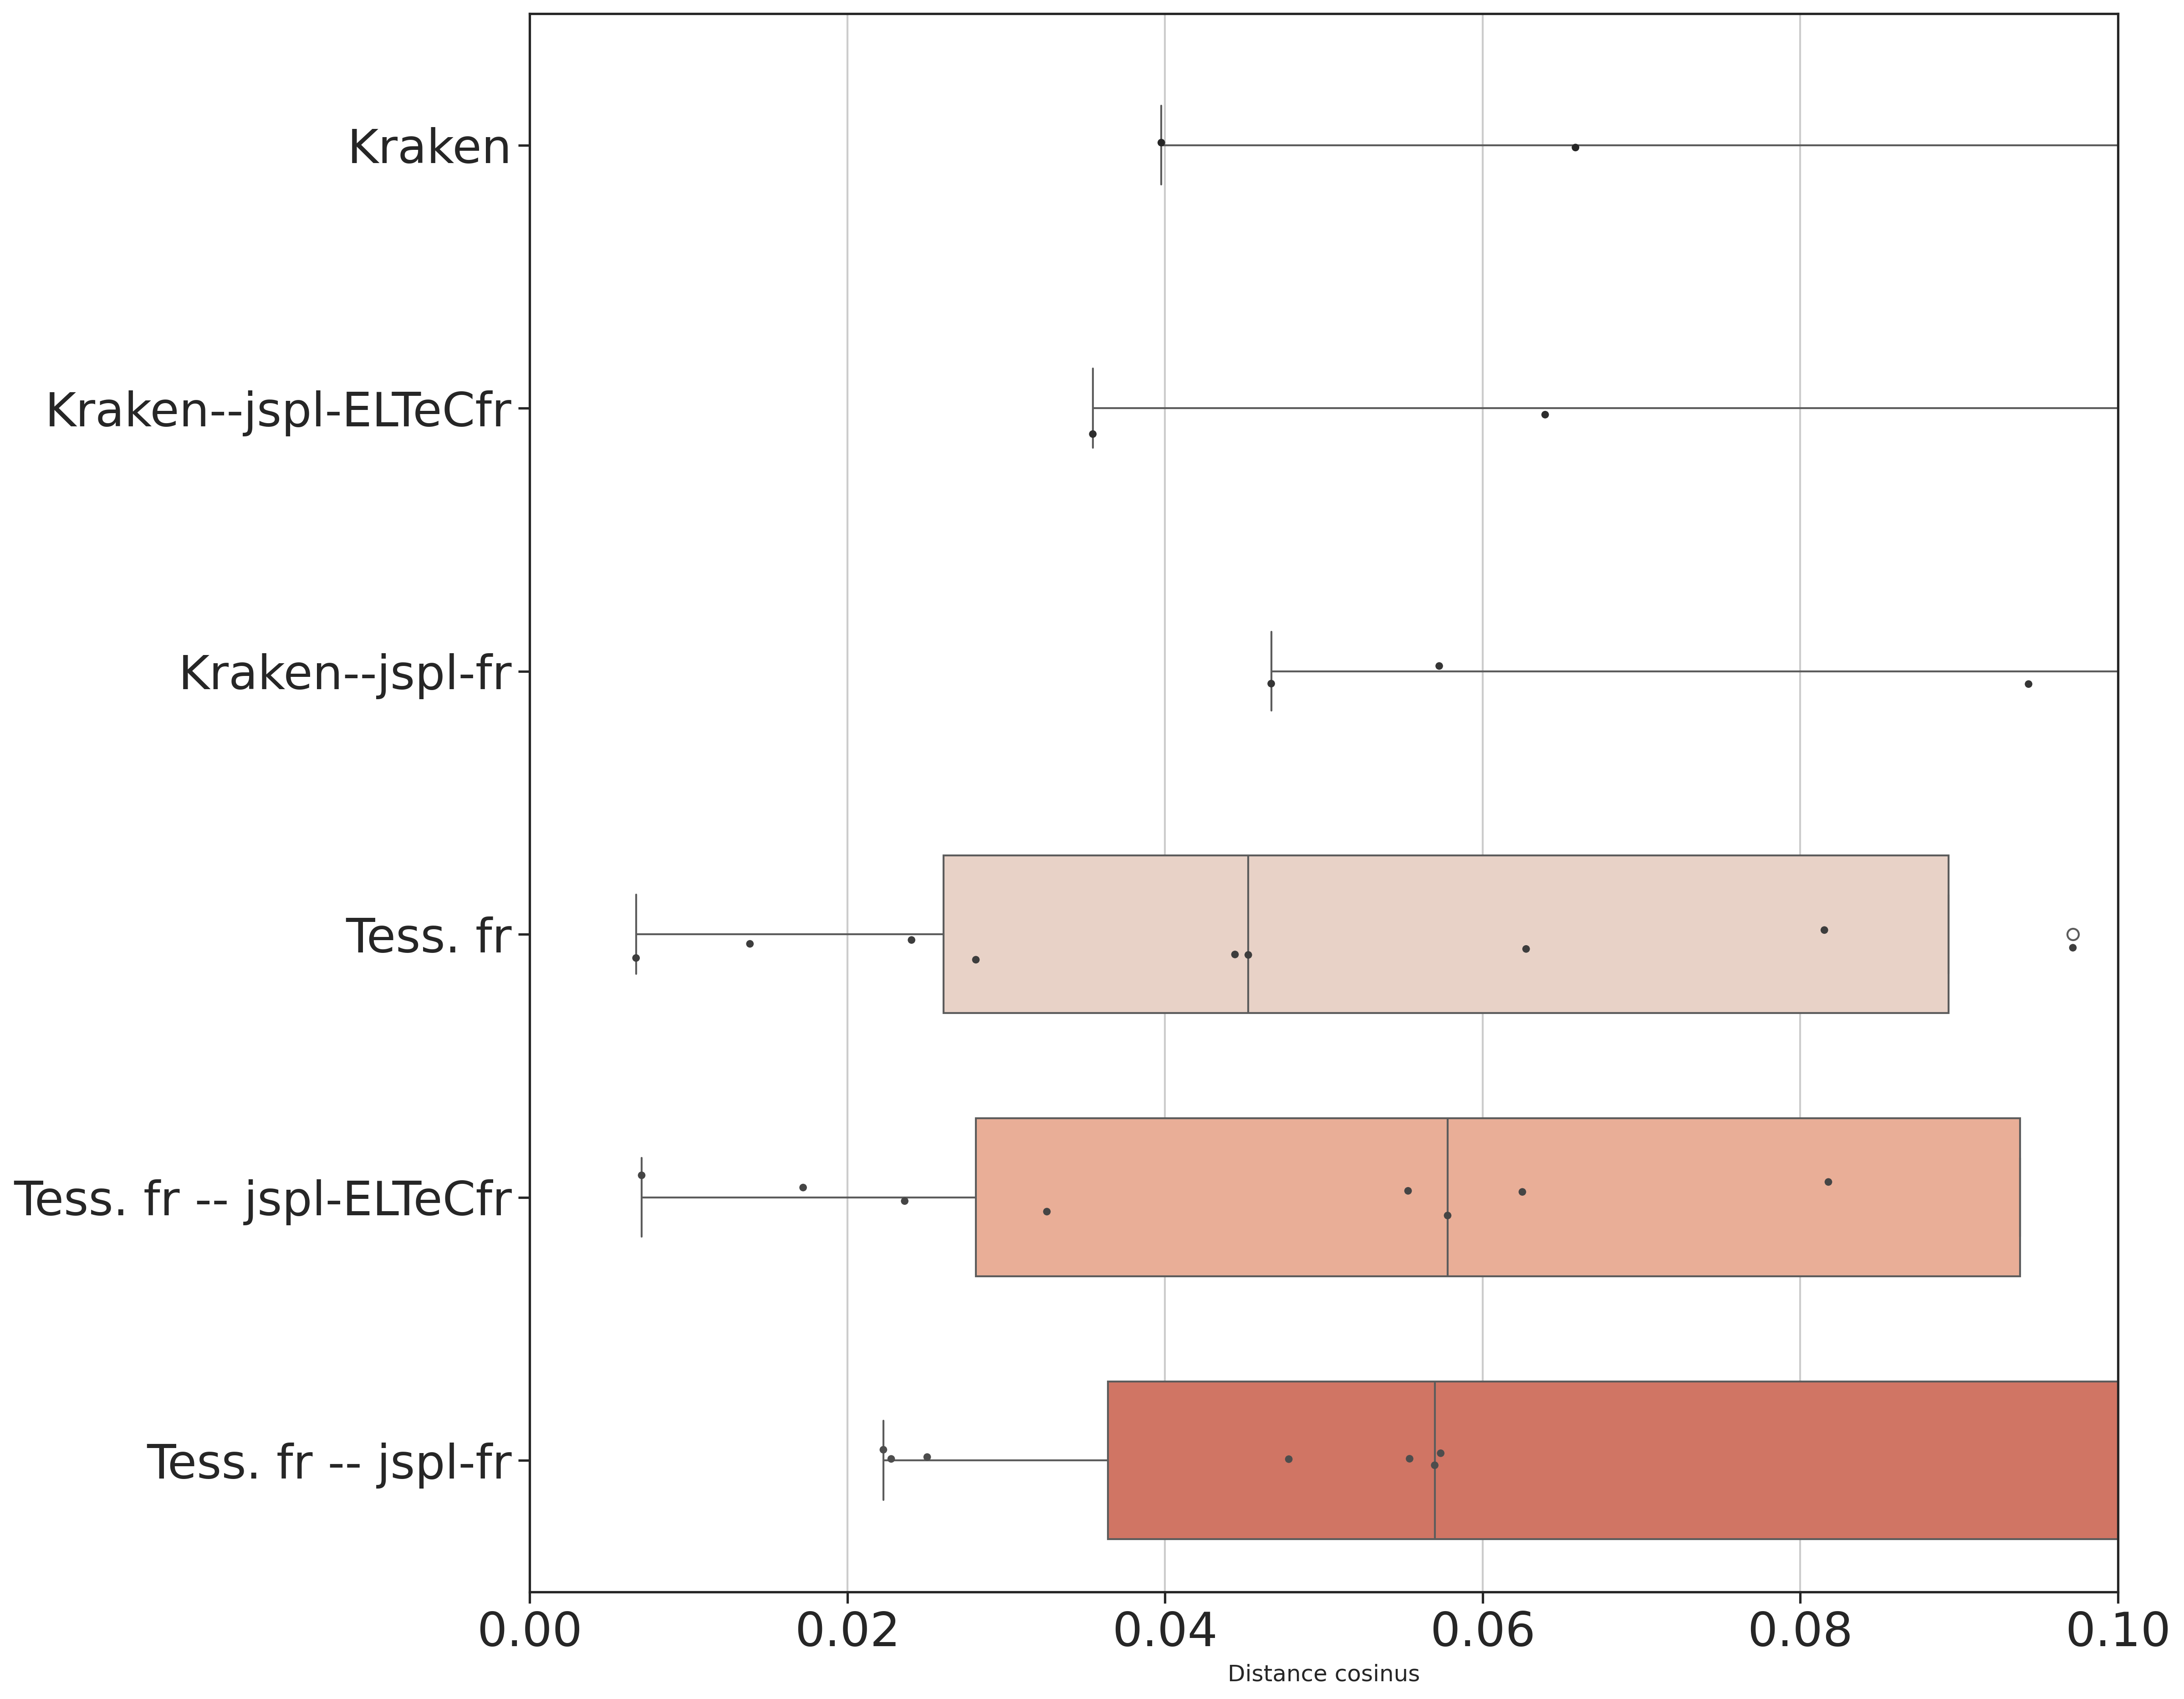 Kraken
Kraken--jspl-ELTeCfr
Kraken--jspl-fr
Tess. fr
Tess. fr -- jspl-ELTeCfr
Tess. fr -- jspl-fr
0.00 0.02 0.04 0.06 0.08 0.10
Distance cosinus